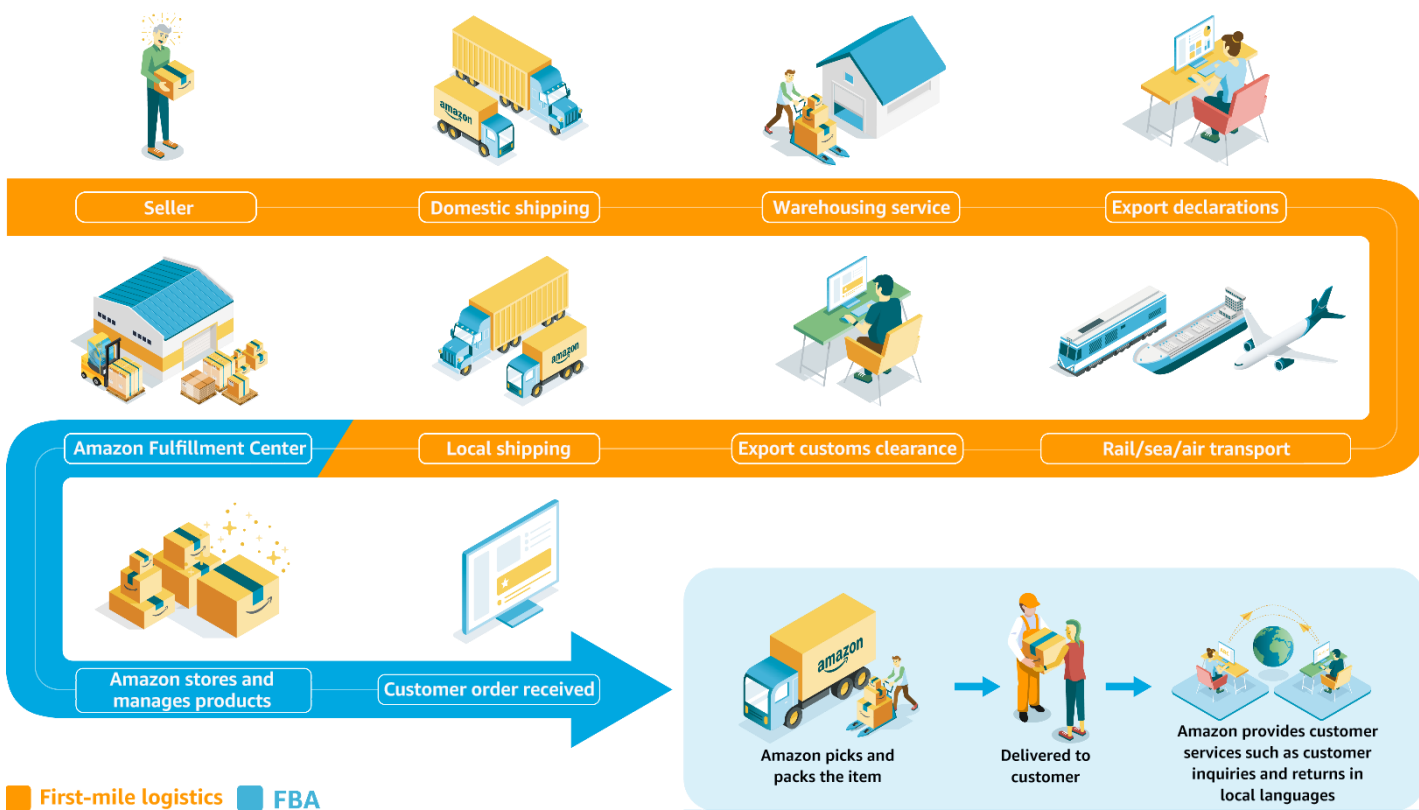 amazon
Seller
Domestic shipping
Warehousing service
Export declarations
amazon
Amazon Fulfillment Center
Local shipping
Export customs clearance
Rail/sea/air transport
amazon
Amazon stores and
manages products
Customer order received
Amazon picks and
packs the item
Delivered to
customer
Amazon provides customer
services such as customer
inquiries and returns in
local languages
First-mile logistics
FBA